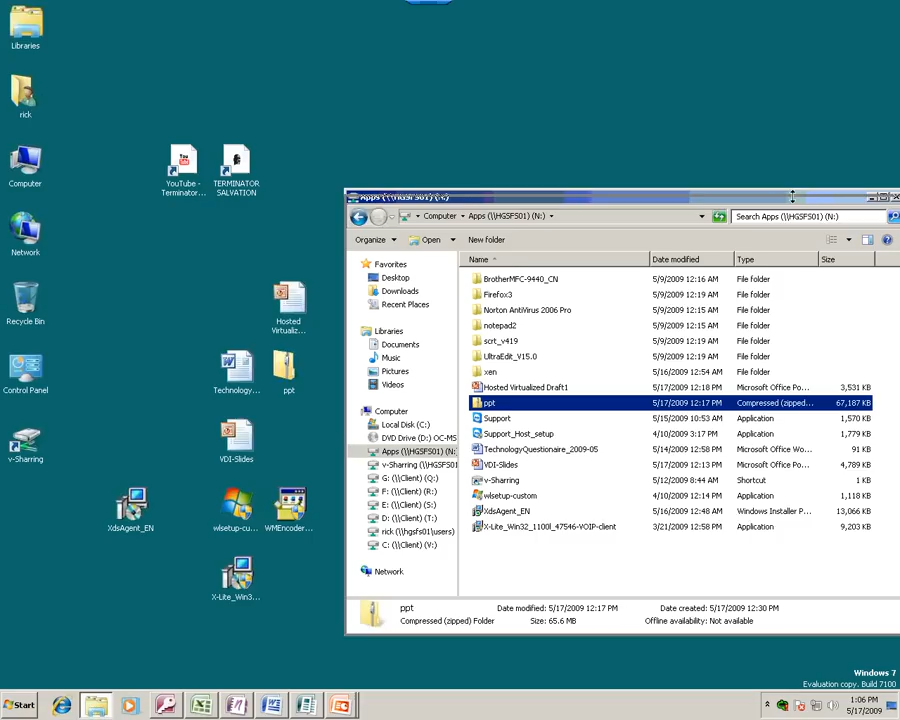 Libraries
rick
Computer
Network
Recycle Bin
Control Panel
v-Sharring
You
Tube
YouTube -
Terminator...
TERMINATOR
SALVATION
Hosted
Virtualiz...
Technology...
ppt
VDI-Slides
XdsAgent_EN
wlsetup-cu...
WMEncoder...
X-Lite_Win3...
Apps (\\HGSFS01) (N:)
Computer Apps (\\HGSFS01) (N:)
Search Apps (\\HGSFS01) (N:)
Organize Open New folder
Favorites
Desktop
Downloads
Recent Places
Libraries
Documents
Music
Pictures
Videos
Computer
Local Disk (C:)
DVD Drive (D:) OC-MS
Apps (\\HGSFS01) (N:
v-Sharring (\\HGSFS01
G: (\\Client) (Q:)
F: (\\Client) (R:)
E: (\\Client) (S:)
D: (\\Client) (T:)
rick (\\hgsfs01\users)
C: (\\Client) (V:)
Network
Name Date modified Type Size
BrotherMFC-9440_CN 5/9/2009 12:16 AM File folder
Firefox3 5/9/2009 12:19 AM File folder
Norton AntiVirus 2006 Pro 5/9/2009 12:15 AM File folder
notepad2 5/9/2009 12:15 AM File folder
scrt_v419 5/9/2009 12:19 AM File folder
UltraEdit_V15.0 5/9/2009 12:19 AM File folder
xen 5/16/2009 12:54 AM File folder
Hosted Virtualized Draft1 5/17/2009 12:18 PM Microsoft Office Po... 3,531 KB
ppt 5/17/2009 12:17 PM Compressed (zipped... 67,187 KB
Support 5/15/2009 10:53 AM Application 1,570 KB
Support_Host_setup 4/10/2009 3:17 PM Application 1,779 KB
TechnologyQuestionaire_2009-05 5/14/2009 12:58 PM Microsoft Office Wo... 91 KB
VDI-Slides 5/17/2009 12:13 PM Microsoft Office Po... 4,789 KB
v-Sharring 5/12/2009 8:44 AM Shortcut 1 KB
wlsetup-custom 4/10/2009 12:14 PM Application 1,118 KB
XdsAgent_EN 5/16/2009 12:48 AM Windows Installer P... 13,066 KB
X-Lite_Win32_1100l_47546-VOIP-client 3/21/2009 12:58 PM Application 9,203 KB
ppt Date modified: 5/17/2009 12:17 PM Date created: 5/17/2009 12:30 PM
Compressed (zipped) Folder Size: 65.6 MB Offline availability: Not available
Windows 7
Evaluation copy. Build 7100
Start
1:06 PM
5/17/2009